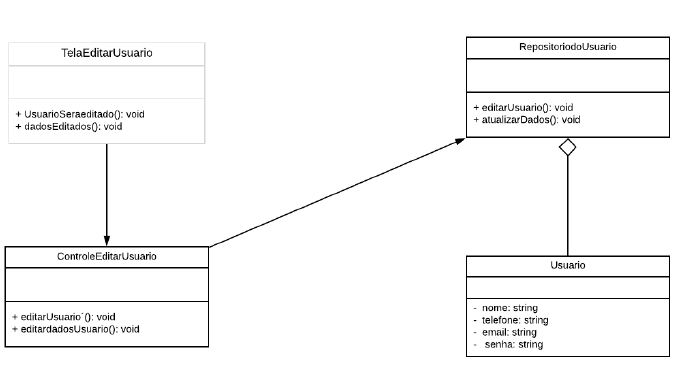 TelaEditarUsuario
+ UsuarioSeraeditado(): void
+ dadosEditados(): void
RepositoriodoUsuario
+ editarUsuario(): void
+ atualizarDados(): void
ControleEditarUsuario
+ editarUsuario´(): void
+ editardadosUsuario(): void
Usuario
- nome: string
- telefone: string
- email: string
- senha: string